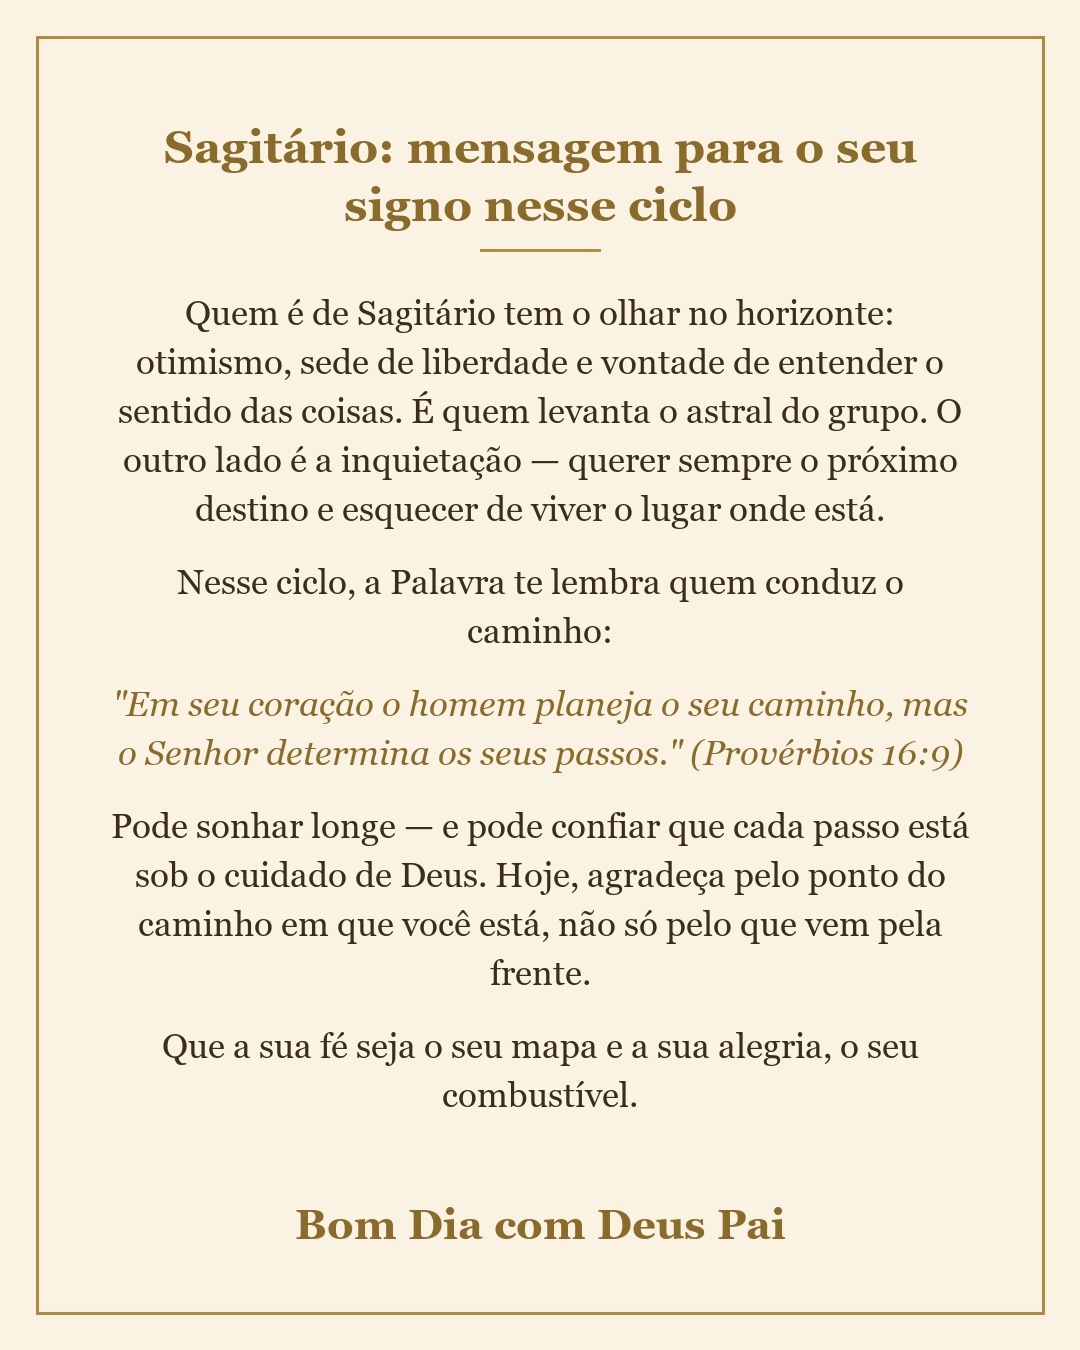 Sagitário: mensagem para o seu
signo nesse ciclo
Quem é de Sagitário tem o olhar no horizonte:
otimismo, sede de liberdade e vontade de entender o
sentido das coisas. É quem levanta o astral do grupo. O
outro lado é a inquietação — querer sempre o próximo
destino e esquecer de viver o lugar onde está.
Nesse ciclo, a Palavra te lembra quem conduz o
caminho:
"Em seu coração o homem planeja o seu caminho, mas
o Senhor determina os seus passos." (Provérbios 16:9)
Pode sonhar longe — e pode confiar que cada passo está
sob o cuidado de Deus. Hoje, agradeça pelo ponto do
caminho em que você está, não só pelo que vem pela
frente.
Que a sua fé seja o seu mapa e a sua alegria, o seu
combustível.
Bom Dia com Deus Pai